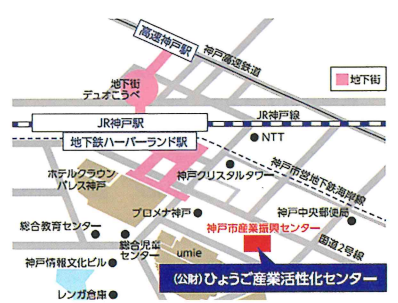 高速神戸駅
神戸高速鉄道
地下街
地下街
デュオこうべ
JR神戸線
JR神戸駅
NTT
地下鉄ハーバーランド駅
神戸市営地下鉄海岸線
ホテルクラウン
パレス神戸
神戸クリスタルタワー
プロメナ神戸
神戸中央郵便局
総合教育センター
神戸市産業振興センター
総合児童
センター
umie
国道2号線
神戸情報文化ビル
(公財)ひょうご産業活性化センター
レンガ倉庫